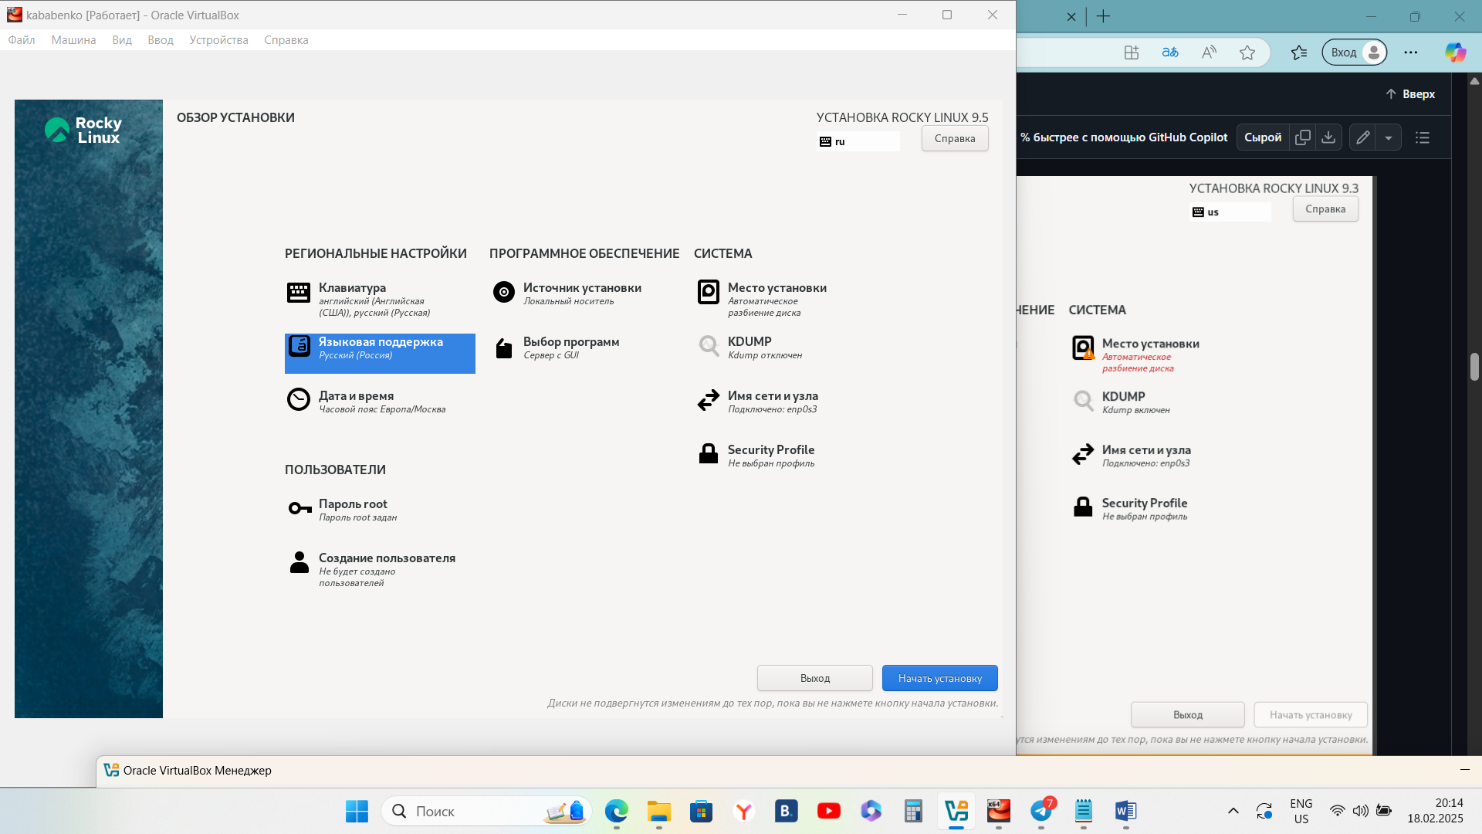 kababenko [Работает] - Oracle VirtualBox
Файл Машина Вид Ввод Устройства Справка
Вход
Rocky
Linux
ОБЗОР УСТАНОВКИ
УСТАНОВКА ROCKY LINUX 9.5
ru
Справка
РЕГИОНАЛЬНЫЕ НАСТРОЙКИ
Клавиатура
английский (Английская
(США)), русский (Русская)
Языковая поддержка
Русский (Россия)
Дата и время
Часовой пояс Европа/Москва
ПОЛЬЗОВАТЕЛИ
Пароль root
Пароль root задан
Создание пользователя
Не будет создано
пользователей
ПРОГРАММНОЕ ОБЕСПЕЧЕНИЕ
Источник установки
Локальный носитель
Выбор программ
Сервер с GUI
СИСТЕМА
Место установки
Автоматическое
разбиение диска
KDUMP
Kdump отключен
Имя сети и узла
Подключено: enp0s3
Security Profile
Не выбран профиль
Выход
Начать установку
Диски не подвергнутся изменениям до тех пор, пока вы не нажмете кнопку начала установки.
Вверх
% быстрее с помощью GitHub Copilot
Сырой
УСТАНОВКА ROCKY LINUX 9.3
us
Справка
ЧЕНИЕ
СИСТЕМА
Место установки
Автоматическое
разбиение диска
KDUMP
Kdump включен
Имя сети и узла
Подключено: enp0s3
Security Profile
Не выбран профиль
Выход
Начать установку
утся изменениям до тех пор, пока вы не нажмете кнопку начала установки.
Oracle VirtualBox Менеджер
Поиск
7
ENG
US
20:14
18.02.2025